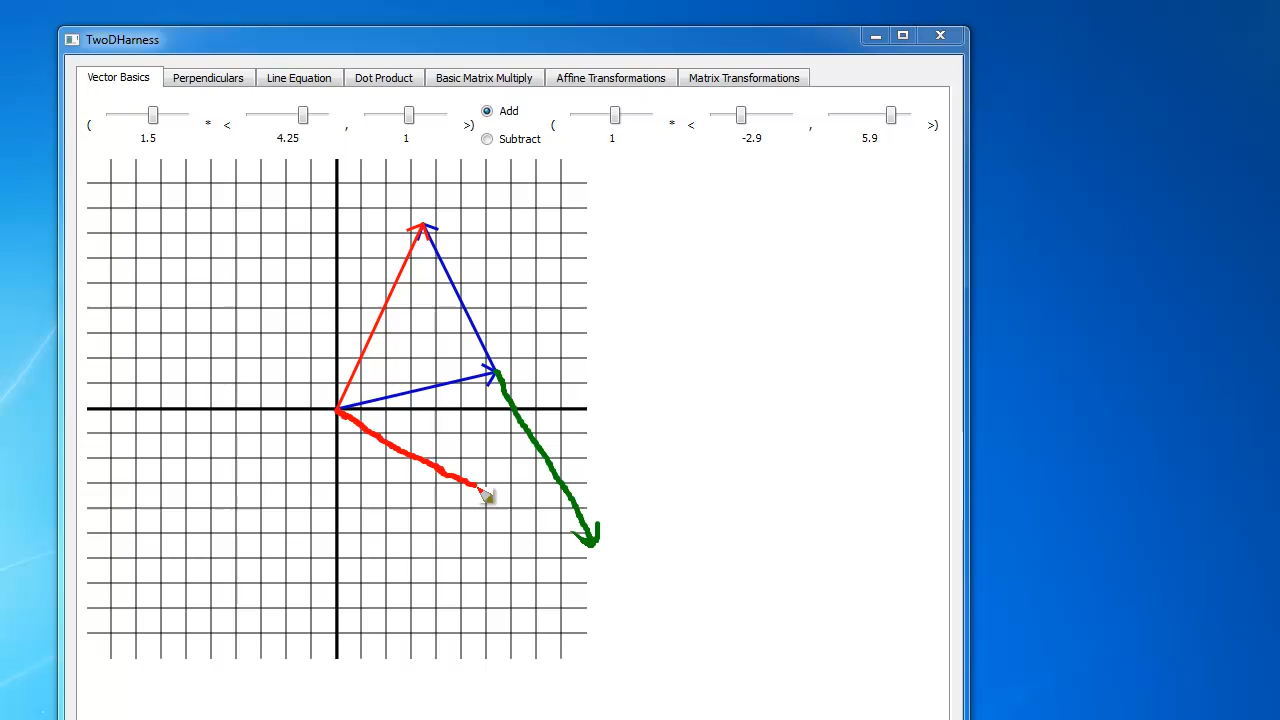 TwoDHarness
Vector Basics Perpendiculars Line Equation Dot Product Basic Matrix Multiply Affine Transformations Matrix Transformations
( * < , >) Add ( * < , >)
1.5 4.25 1 Subtract 1 -2.9 5.9